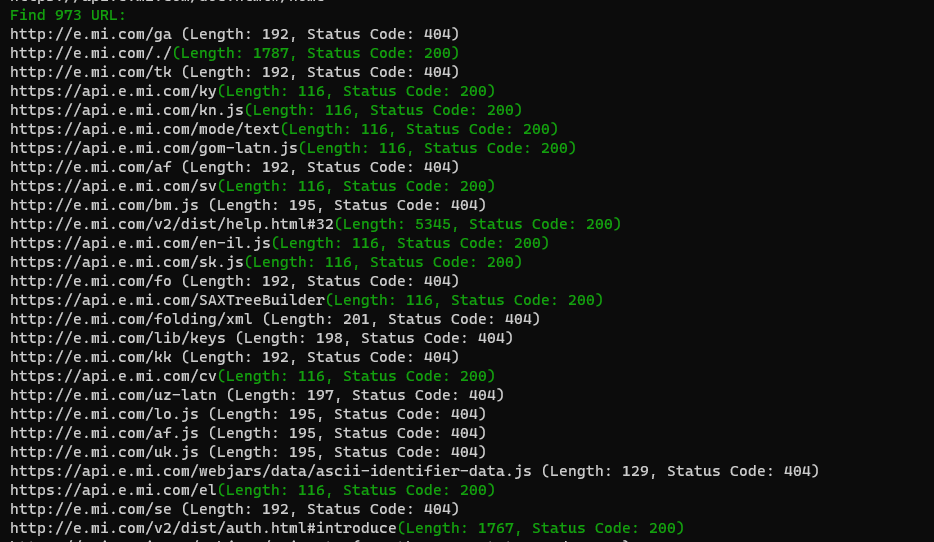 Find 973 URL:
http://e.mi.com/ga (Length: 192, Status Code: 404)
http://e.mi.com/./(Length: 1787, Status Code: 200)
http://e.mi.com/tk (Length: 192, Status Code: 404)
https://api.e.mi.com/ky(Length: 116, Status Code: 200)
https://api.e.mi.com/kn.js(Length: 116, Status Code: 200)
https://api.e.mi.com/mode/text(Length: 116, Status Code: 200)
https://api.e.mi.com/gom-latn.js(Length: 116, Status Code: 200)
http://e.mi.com/af (Length: 192, Status Code: 404)
https://api.e.mi.com/sv(Length: 116, Status Code: 200)
http://e.mi.com/bm.js (Length: 195, Status Code: 404)
http://e.mi.com/v2/dist/help.html#32(Length: 5345, Status Code: 200)
https://api.e.mi.com/en-il.js(Length: 116, Status Code: 200)
https://api.e.mi.com/sk.js(Length: 116, Status Code: 200)
http://e.mi.com/fo (Length: 192, Status Code: 404)
https://api.e.mi.com/SAXTreeBuilder(Length: 116, Status Code: 200)
http://e.mi.com/folding/xml (Length: 201, Status Code: 404)
http://e.mi.com/lib/keys (Length: 198, Status Code: 404)
http://e.mi.com/kk (Length: 192, Status Code: 404)
https://api.e.mi.com/cv(Length: 116, Status Code: 200)
http://e.mi.com/uz-latn (Length: 197, Status Code: 404)
http://e.mi.com/lo.js (Length: 195, Status Code: 404)
http://e.mi.com/af.js (Length: 195, Status Code: 404)
http://e.mi.com/uk.js (Length: 195, Status Code: 404)
https://api.e.mi.com/webjars/data/ascii-identifier-data.js (Length: 129, Status Code: 404)
https://api.e.mi.com/el(Length: 116, Status Code: 200)
http://e.mi.com/se (Length: 192, Status Code: 404)
http://e.mi.com/v2/dist/auth.html#introduce(Length: 1767, Status Code: 200)